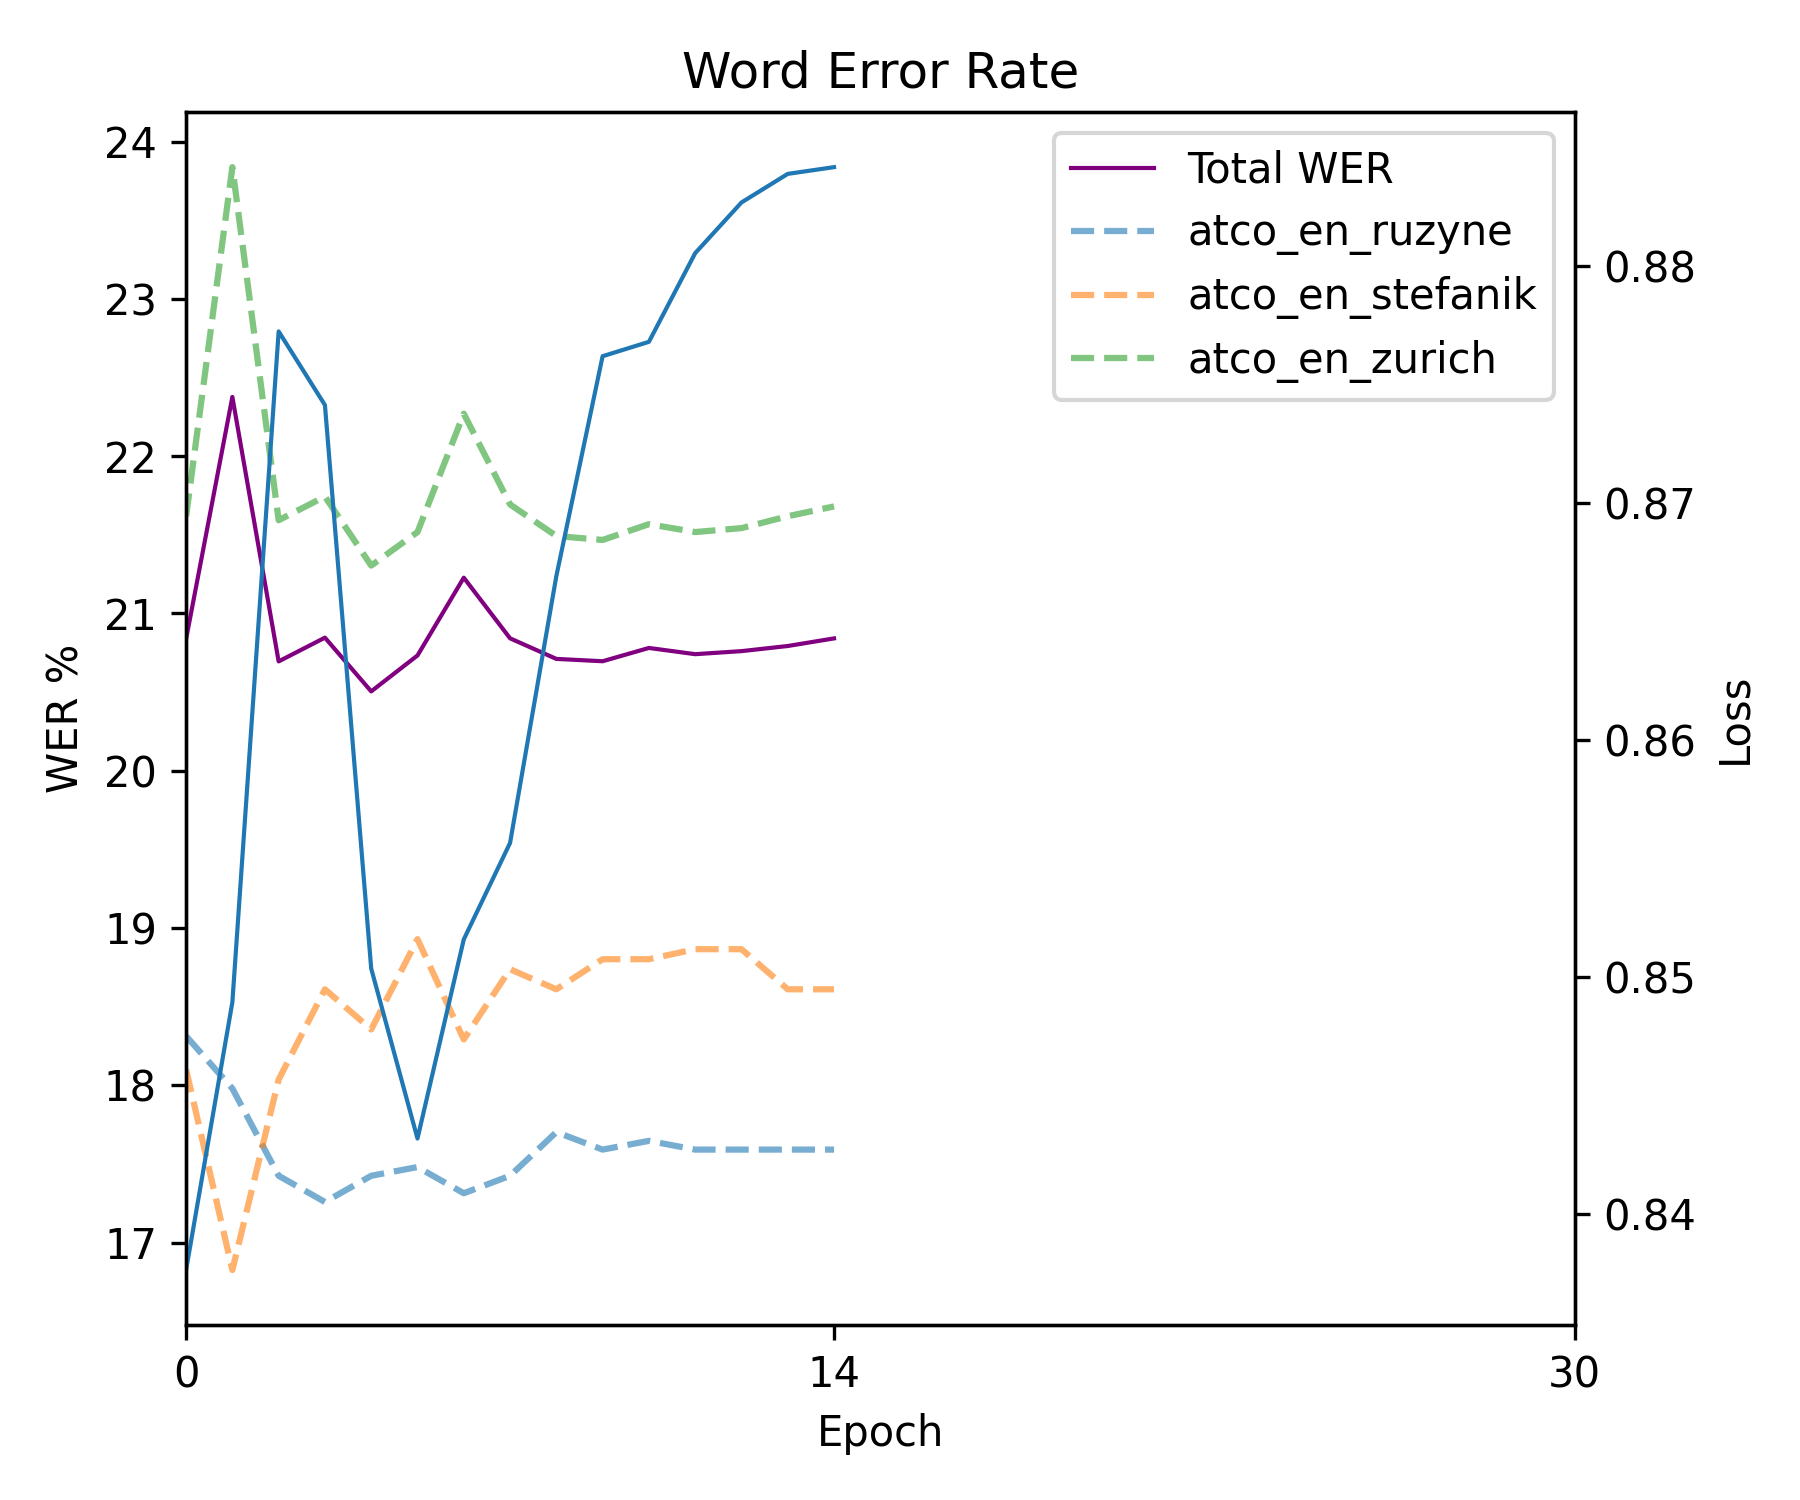 Word Error Rate
24
23
22
21
20
19
18
17
WER %
Total WER
atco_en_ruzyne
atco_en_stefanik
atco_en_zurich
0.88
0.87
0.86
0.85
0.84
Loss
0 14 30
Epoch